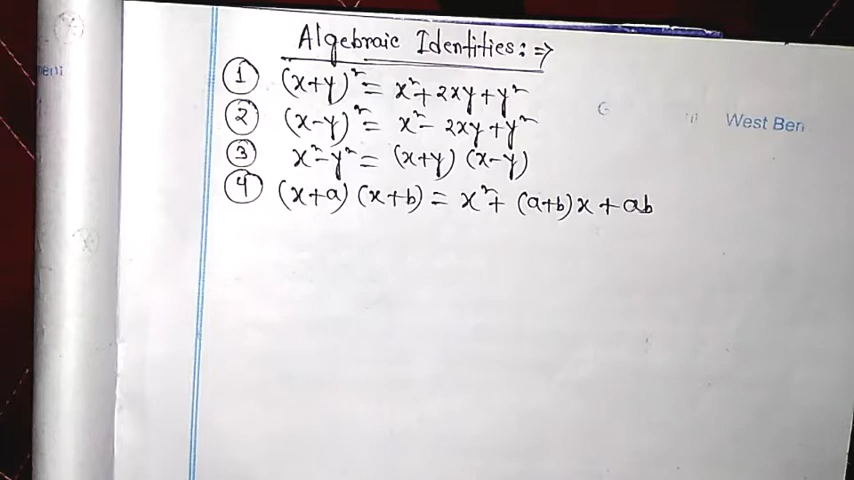 Algebraic Identities: ⇒
① (x+y)² = x² + 2xy + y²
② (x-y)² = x² - 2xy + y²
③ x² - y² = (x+y) (x-y)
④ (x+a) (x+b) = x² + (a+b)x + ab
West Ben